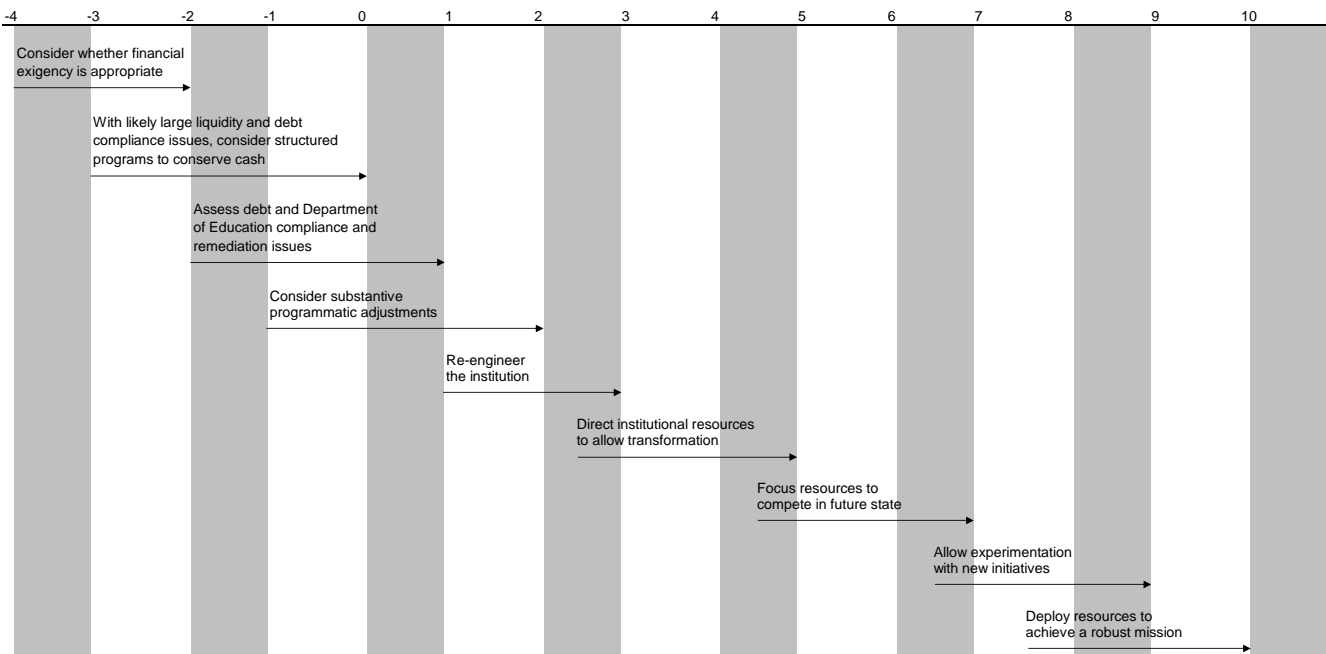 -4 -3 -2 -1 0 1 2 3 4 5 6 7 8 9 10
Consider whether financial
exigency is appropriate
With likely large liquidity and debt
compliance issues, consider structured
programs to conserve cash
Assess debt and Department
of Education compliance and
remediation issues
Consider substantive
programmatic adjustments
Re-engineer
the institution
Direct institutional resources
to allow transformation
Focus resources to
compete in future state
Allow experimentation
with new initiatives
Deploy resources to
achieve a robust mission